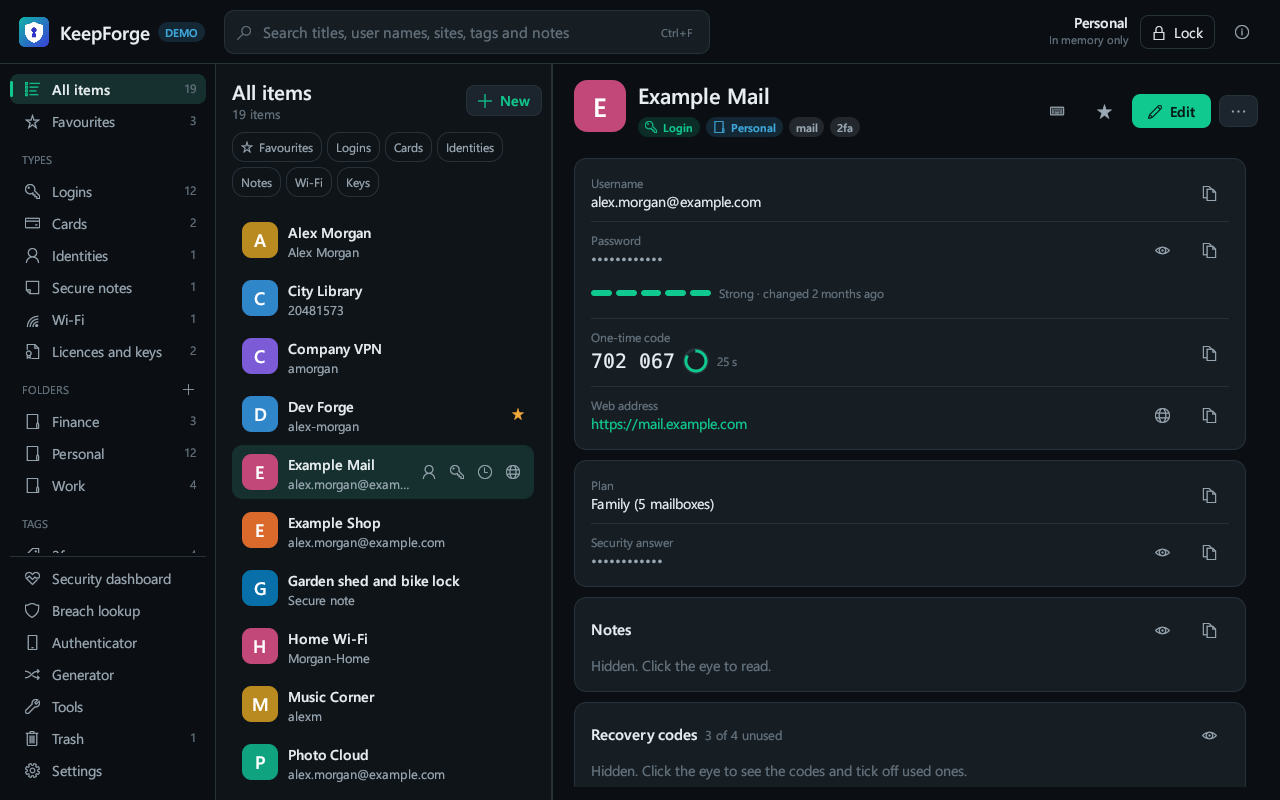 KeepForge DEMO
Search titles, user names, sites, tags and notes Ctrl+F
Personal
In memory only
Lock
All items 19
Favourites 3
TYPES
Logins 12
Cards 2
Identities 1
Secure notes 1
Wi-Fi 1
Licences and keys 2
FOLDERS
Finance 3
Personal 12
Work 4
TAGS
Security dashboard
Breach lookup
Authenticator
Generator
Tools
Trash 1
Settings
All items
19 items
New
Favourites Logins Cards Identities
Notes Wi-Fi Keys
A Alex Morgan
Alex Morgan
C City Library
20481573
C Company VPN
amorgan
D Dev Forge
alex-morgan
E Example Mail
alex.morgan@exam...
E Example Shop
alex.morgan@example.com
G Garden shed and bike lock
Secure note
H Home Wi-Fi
Morgan-Home
M Music Corner
alexm
P Photo Cloud
alex.morgan@example.com
E Example Mail
Login Personal mail 2fa
Edit
Username
alex.morgan@example.com
Password
••••••••••••
Strong · changed 2 months ago
One-time code
702 067 25 s
Web address
https://mail.example.com
Plan
Family (5 mailboxes)
Security answer
••••••••••••
Notes
Hidden. Click the eye to read.
Recovery codes 3 of 4 unused
Hidden. Click the eye to see the codes and tick off used ones.